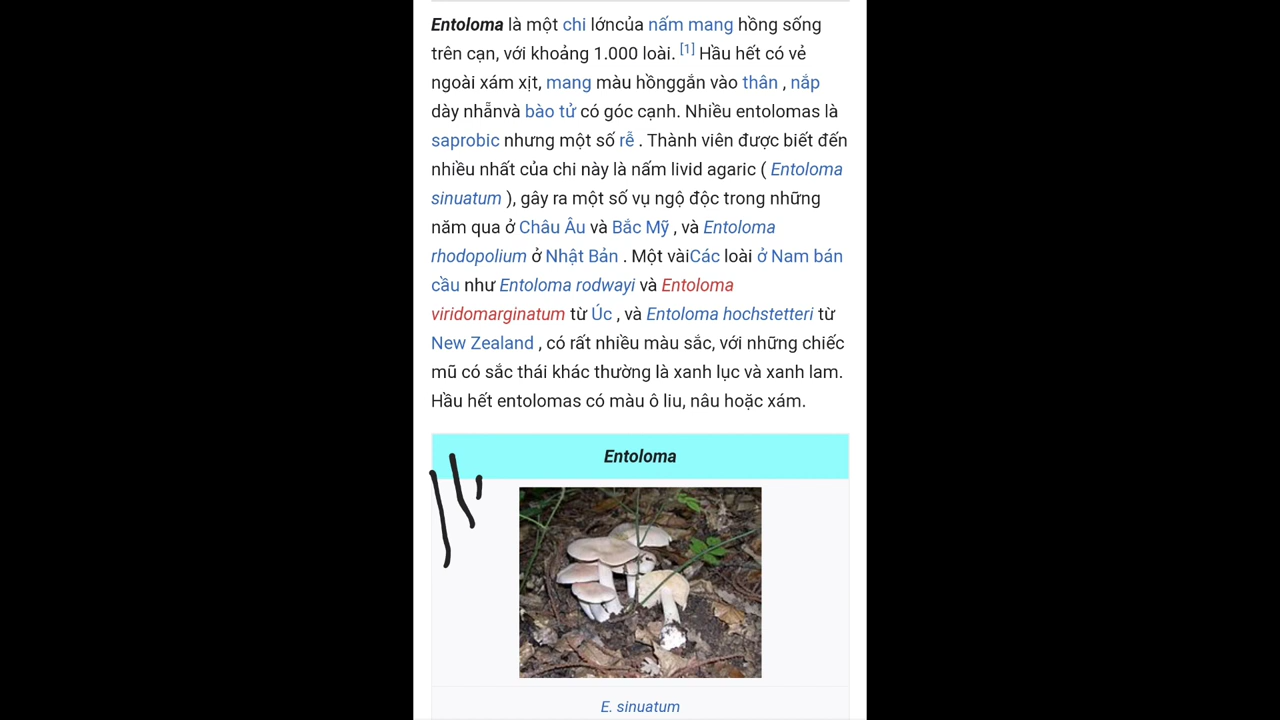 Entoloma là một chi lớncủa nấm mang hồng sống
trên cạn, với khoảng 1.000 loài. [1] Hầu hết có vẻ
ngoài xám xịt, mang màu hồnggắn vào thân , nắp
dày nhẵnvà bào tử có góc cạnh. Nhiều entolomas là
saprobic nhưng một số rễ . Thành viên được biết đến
nhiều nhất của chi này là nấm livid agaric ( Entoloma
sinuatum ), gây ra một số vụ ngộ độc trong những
năm qua ở Châu Âu và Bắc Mỹ , và Entoloma
rhodopolium ở Nhật Bản . Một vàiCác loài ở Nam bán
cầu như Entoloma rodwayi và Entoloma
viridomarginatum từ Úc , và Entoloma hochstetteri từ
New Zealand , có rất nhiều màu sắc, với những chiếc
mũ có sắc thái khác thường là xanh lục và xanh lam.
Hầu hết entolomas có màu ô liu, nâu hoặc xám.
Entoloma
E. sinuatum